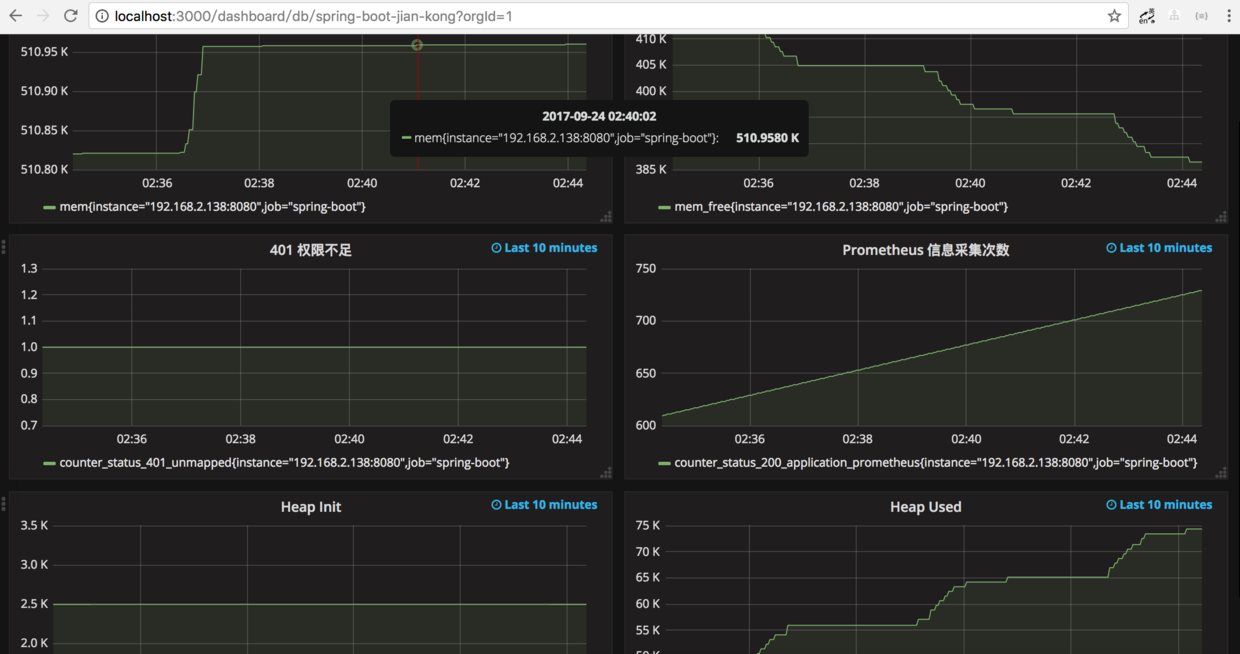 localhost:3000/dashboard/db/spring-boot-jian-kong?orgId=1
英
en
510.95 K
510.90 K
510.85 K
510.80 K
02:36
02:38
02:40
02:42
02:44
mem{instance="192.168.2.138:8080",job="spring-boot"}
2017-09-24 02:40:02
mem{instance="192.168.2.138:8080",job="spring-boot"}: 510.9580 K
410 K
405 K
400 K
385 K
02:36
02:38
02:40
02:42
02:44
mem_free{instance="192.168.2.138:8080",job="spring-boot"}
401 权限不足
Last 10 minutes
1.3
1.2
1.1
1.0
0.9
0.8
0.7
02:36
02:38
02:40
02:42
02:44
counter_status_401_unmapped{instance="192.168.2.138:8080",job="spring-boot"}
Prometheus 信息采集次数
Last 10 minutes
750
700
650
600
02:36
02:38
02:40
02:42
02:44
counter_status_200_application_prometheus{instance="192.168.2.138:8080",job="spring-boot"}
Heap Init
Last 10 minutes
3.5 K
3.0 K
2.5 K
2.0 K
Heap Used
Last 10 minutes
75 K
70 K
65 K
60 K
55 K
50 K